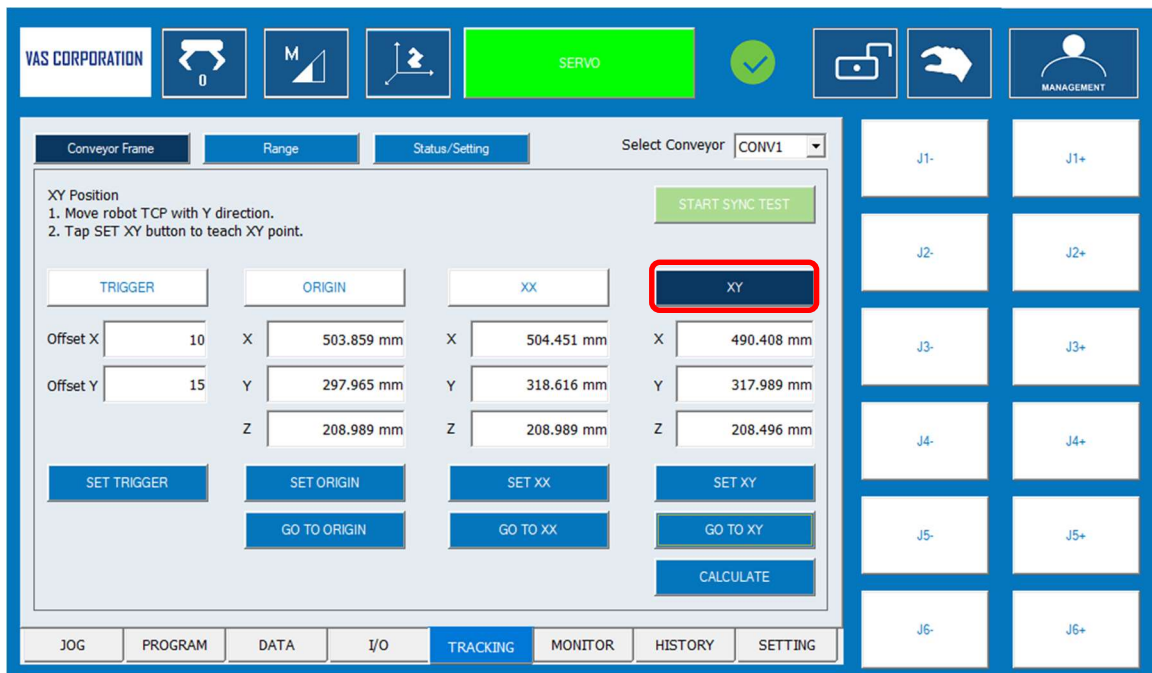 VAS CORPORATION
0
M
SERVO
MANAGEMENT
Conveyor Frame
Range
Status/Setting
Select Conveyor
CONV1
XY Position
1. Move robot TCP with Y direction.
2. Tap SET XY button to teach XY point.
START SYNC TEST
TRIGGER
ORIGIN
XX
XY
Offset X 10 X 503.859 mm X 504.451 mm X 490.408 mm
Offset Y 15 Y 297.965 mm Y 318.616 mm Y 317.989 mm
Z 208.989 mm Z 208.989 mm Z 208.496 mm
SET TRIGGER
SET ORIGIN
SET XX
SET XY
GO TO ORIGIN
GO TO XX
GO TO XY
CALCULATE
JOG
PROGRAM
DATA
I/O
TRACKING
MONITOR
HISTORY
SETTING
J1-
J1+
J2-
J2+
J3-
J3+
J4-
J4+
J5-
J5+
J6-
J6+